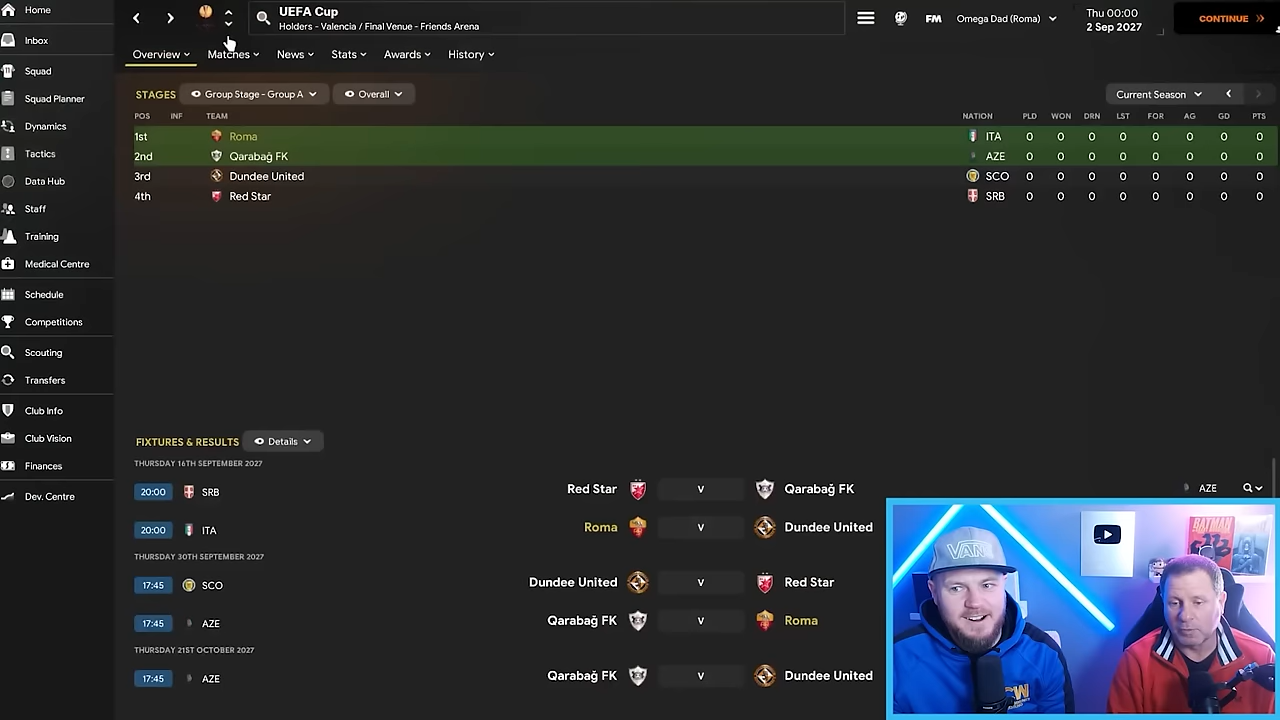 Home
Inbox
Squad
Squad Planner
Dynamics
Tactics
Data Hub
Staff
Training
Medical Centre
Schedule
Competitions
Scouting
Transfers
Club Info
Club Vision
Finances
Dev. Centre
UEFA Cup
Holders - Valencia / Final Venue - Friends Arena
FM
Omega Dad (Roma)
Thu 00:00
2 Sep 2027
CONTINUE
Overview Matches News Stats Awards History
STAGES Group Stage - Group A Overall Current Season
POS INF TEAM NATION PLD WON DRN LST FOR AG GD PTS
1st Roma ITA 0 0 0 0 0 0 0 0
2nd Qarabağ FK AZE 0 0 0 0 0 0 0 0
3rd Dundee United SCO 0 0 0 0 0 0 0 0
4th Red Star SRB 0 0 0 0 0 0 0 0
FIXTURES & RESULTS Details
THURSDAY 16TH SEPTEMBER 2027
20:00 SRB Red Star v Qarabağ FK AZE
20:00 ITA Roma v Dundee United
THURSDAY 30TH SEPTEMBER 2027
17:45 SCO Dundee United v Red Star
17:45 AZE Qarabağ FK v Roma
THURSDAY 21ST OCTOBER 2027
17:45 AZE Qarabağ FK v Dundee United
VAN
BATMAN